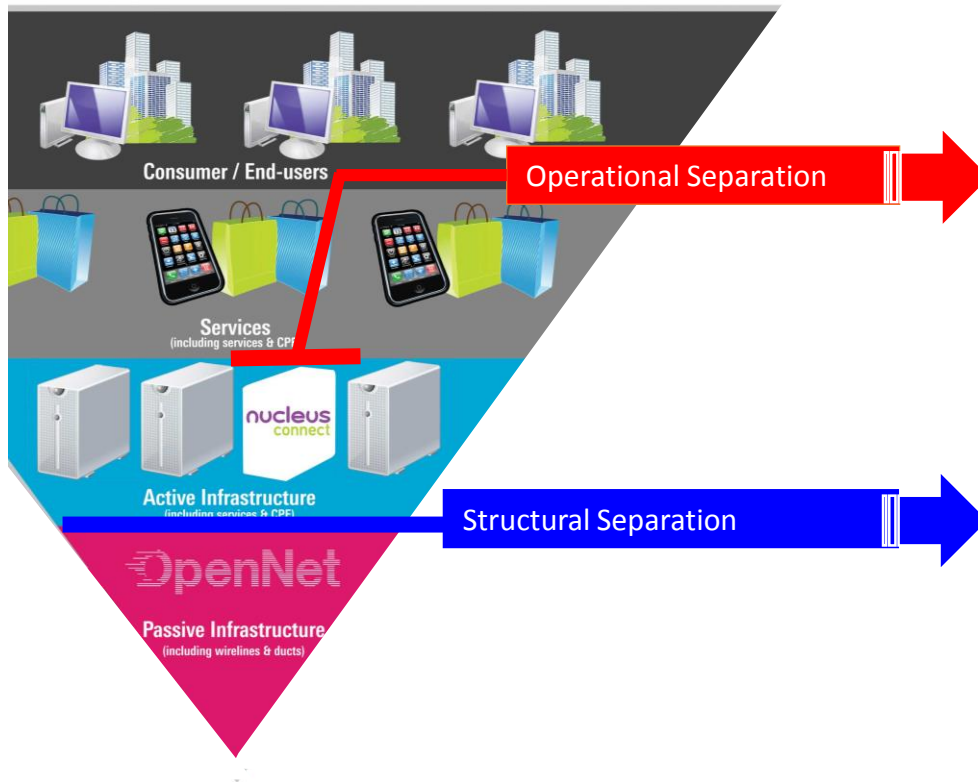 Consumer / End-users
Operational Separation
Services
(including services & CPE
nucleus
connect
Active Infrastructure
(including services & CPE)
Structural Separation
OpenNet
Passive Infrastructure
(including wirelines & ducts)